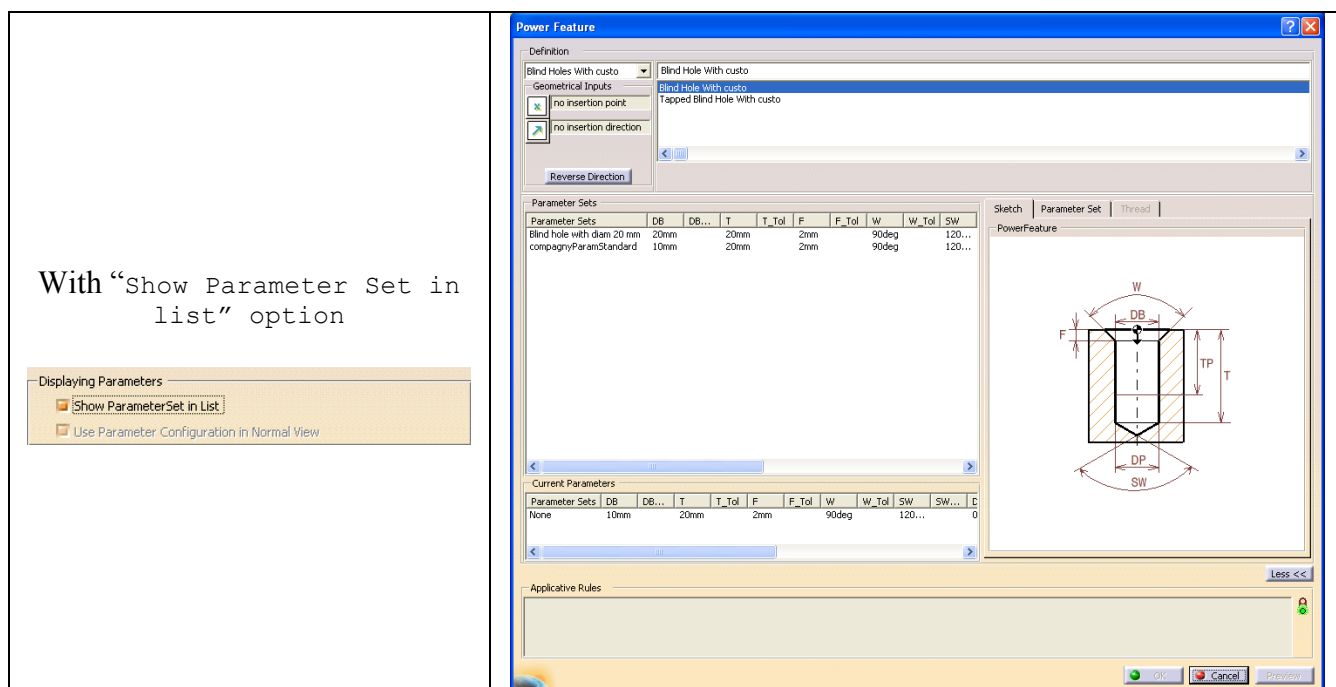 With “Show Parameter Set in
list” option
Displaying Parameters
Show ParameterSet in List
Use Parameter Configuration in Normal View
Power Feature
Definition
Blind Holes With custo
Blind Hole With custo
Geometrical Inputs
no insertion point
no insertion direction
Reverse Direction
Blind Hole With custo
Tapped Blind Hole With custo
Parameter Sets
Parameter Sets DB DB... T T_Tol F F_Tol W W_Tol SW
Blind hole with diam 20 mm 20mm 20mm 2mm 90deg 120...
compagnyParamStandard 10mm 20mm 2mm 90deg 120...
Current Parameters
Parameter Sets DB DB... T T_Tol F F_Tol W W_Tol SW SW...
None 10mm 20mm 2mm 90deg 120... 0
Sketch Parameter Set Thread
PowerFeature
W
DB
F
TP
T
DP
SW
Less <<
Applicative Rules
OK Cancel Preview